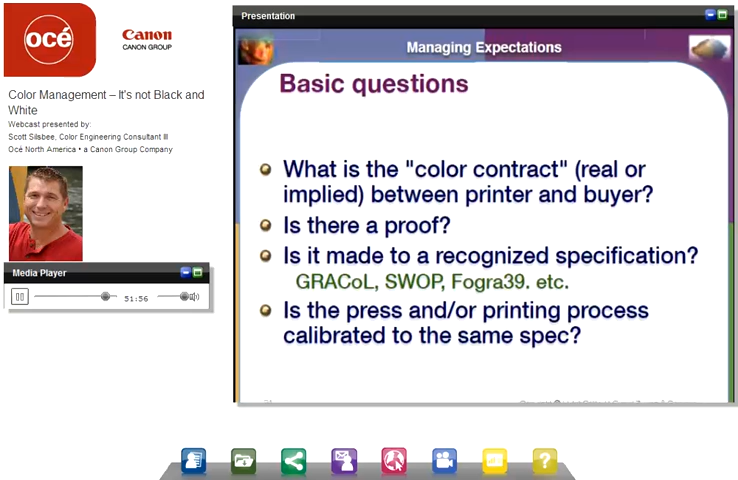 océ
Canon
CANON GROUP
Color Management – It's not Black and
White
Webcast presented by:
Scott Silsbee, Color Engineering Consultant III
Océ North America • a Canon Group Company
Media Player
51:56
Presentation
Managing Expectations
Basic questions
What is the "color contract" (real or
implied) between printer and buyer?
Is there a proof?
Is it made to a recognized specification?
GRACoL, SWOP, Fogra39. etc.
Is the press and/or printing process
calibrated to the same spec?
?